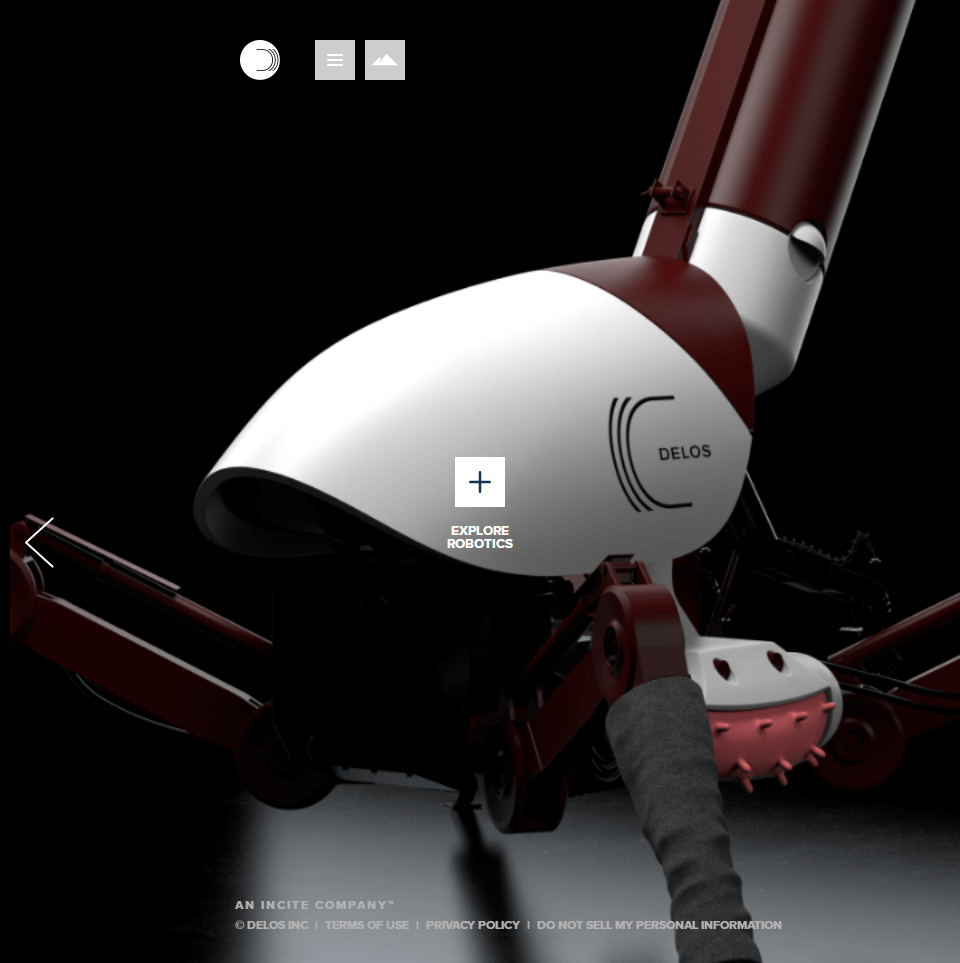 DELOS
EXPLORE
ROBOTICS
AN INCITE COMPANY™
© DELOS INC | TERMS OF USE | PRIVACY POLICY | DO NOT SELL MY PERSONAL INFORMATION